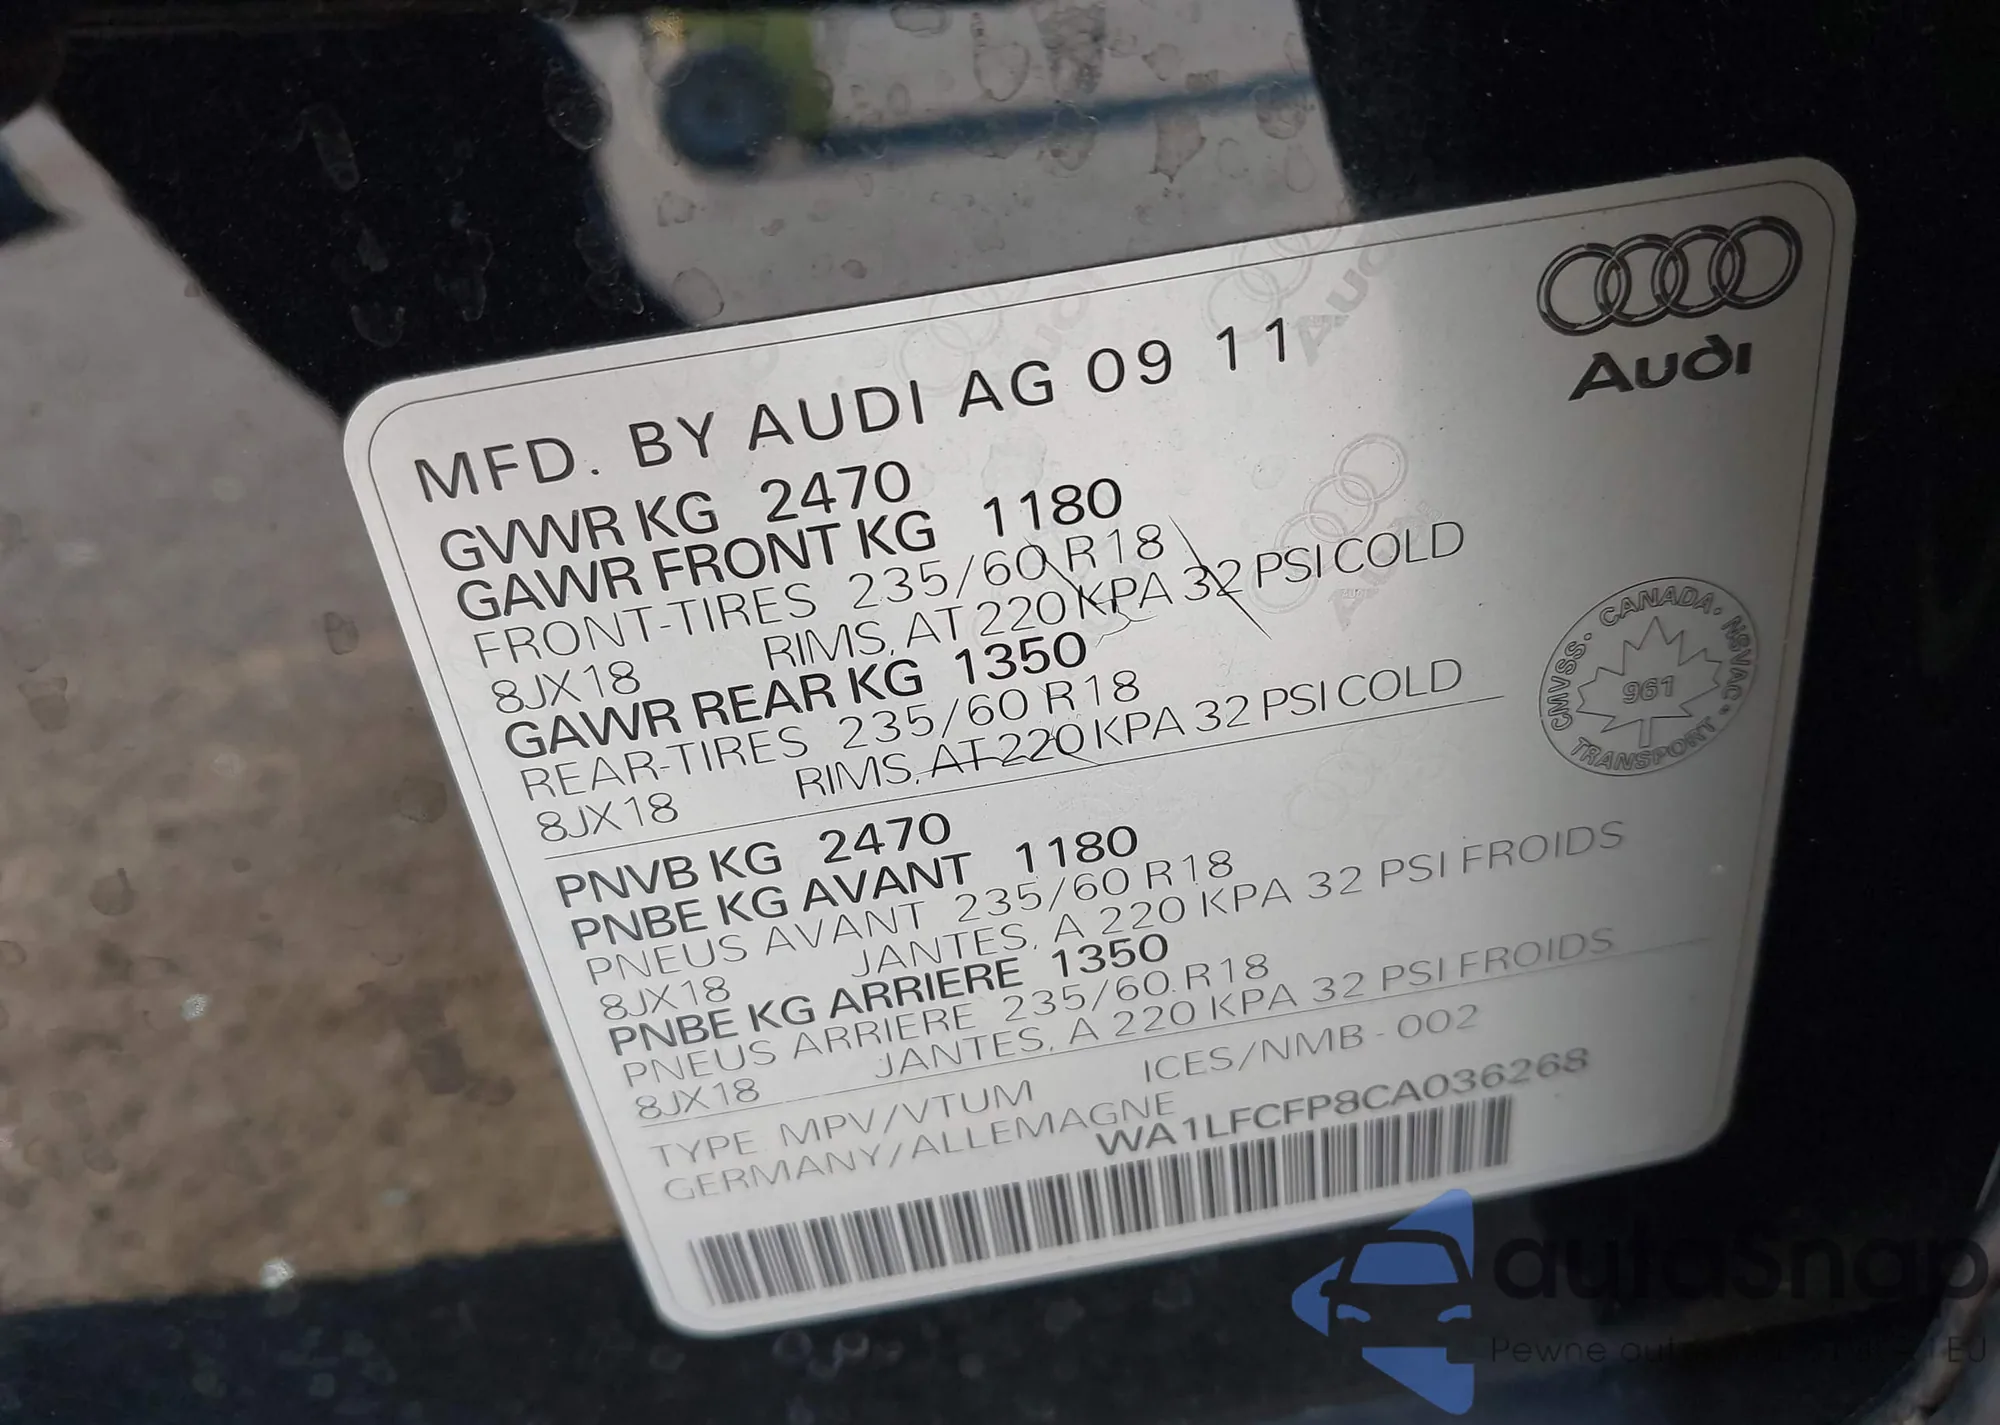 Audi
MFD. BY AUDI AG 09 11
GVWR KG 2470
GAWR FRONT KG 1180
FRONT-TIRES 235/60 R18
8JX18 RIMS, AT 220 KPA 32 PSI COLD
GAWR REAR KG 1350
REAR-TIRES 235/60 R18
8JX18 RIMS, AT 220 KPA 32 PSI COLD
CMVSS. CANADA. NSVAC. TRANSPORT
961
PNVB KG 2470
PNBE KG AVANT 1180
PNEUS AVANT 235/60 R18
8JX18 JANTES, A 220 KPA 32 PSI FROIDS
PNBE KG ARRIERE 1350
PNEUS ARRIERE 235/60 R18
8JX18 JANTES, A 220 KPA 32 PSI FROIDS
TYPE MPV/VTUM ICES/NMB - 002
GERMANY/ALLEMAGNE
WA1LFCFP8CA036268
autosnap
Pewne auta EU